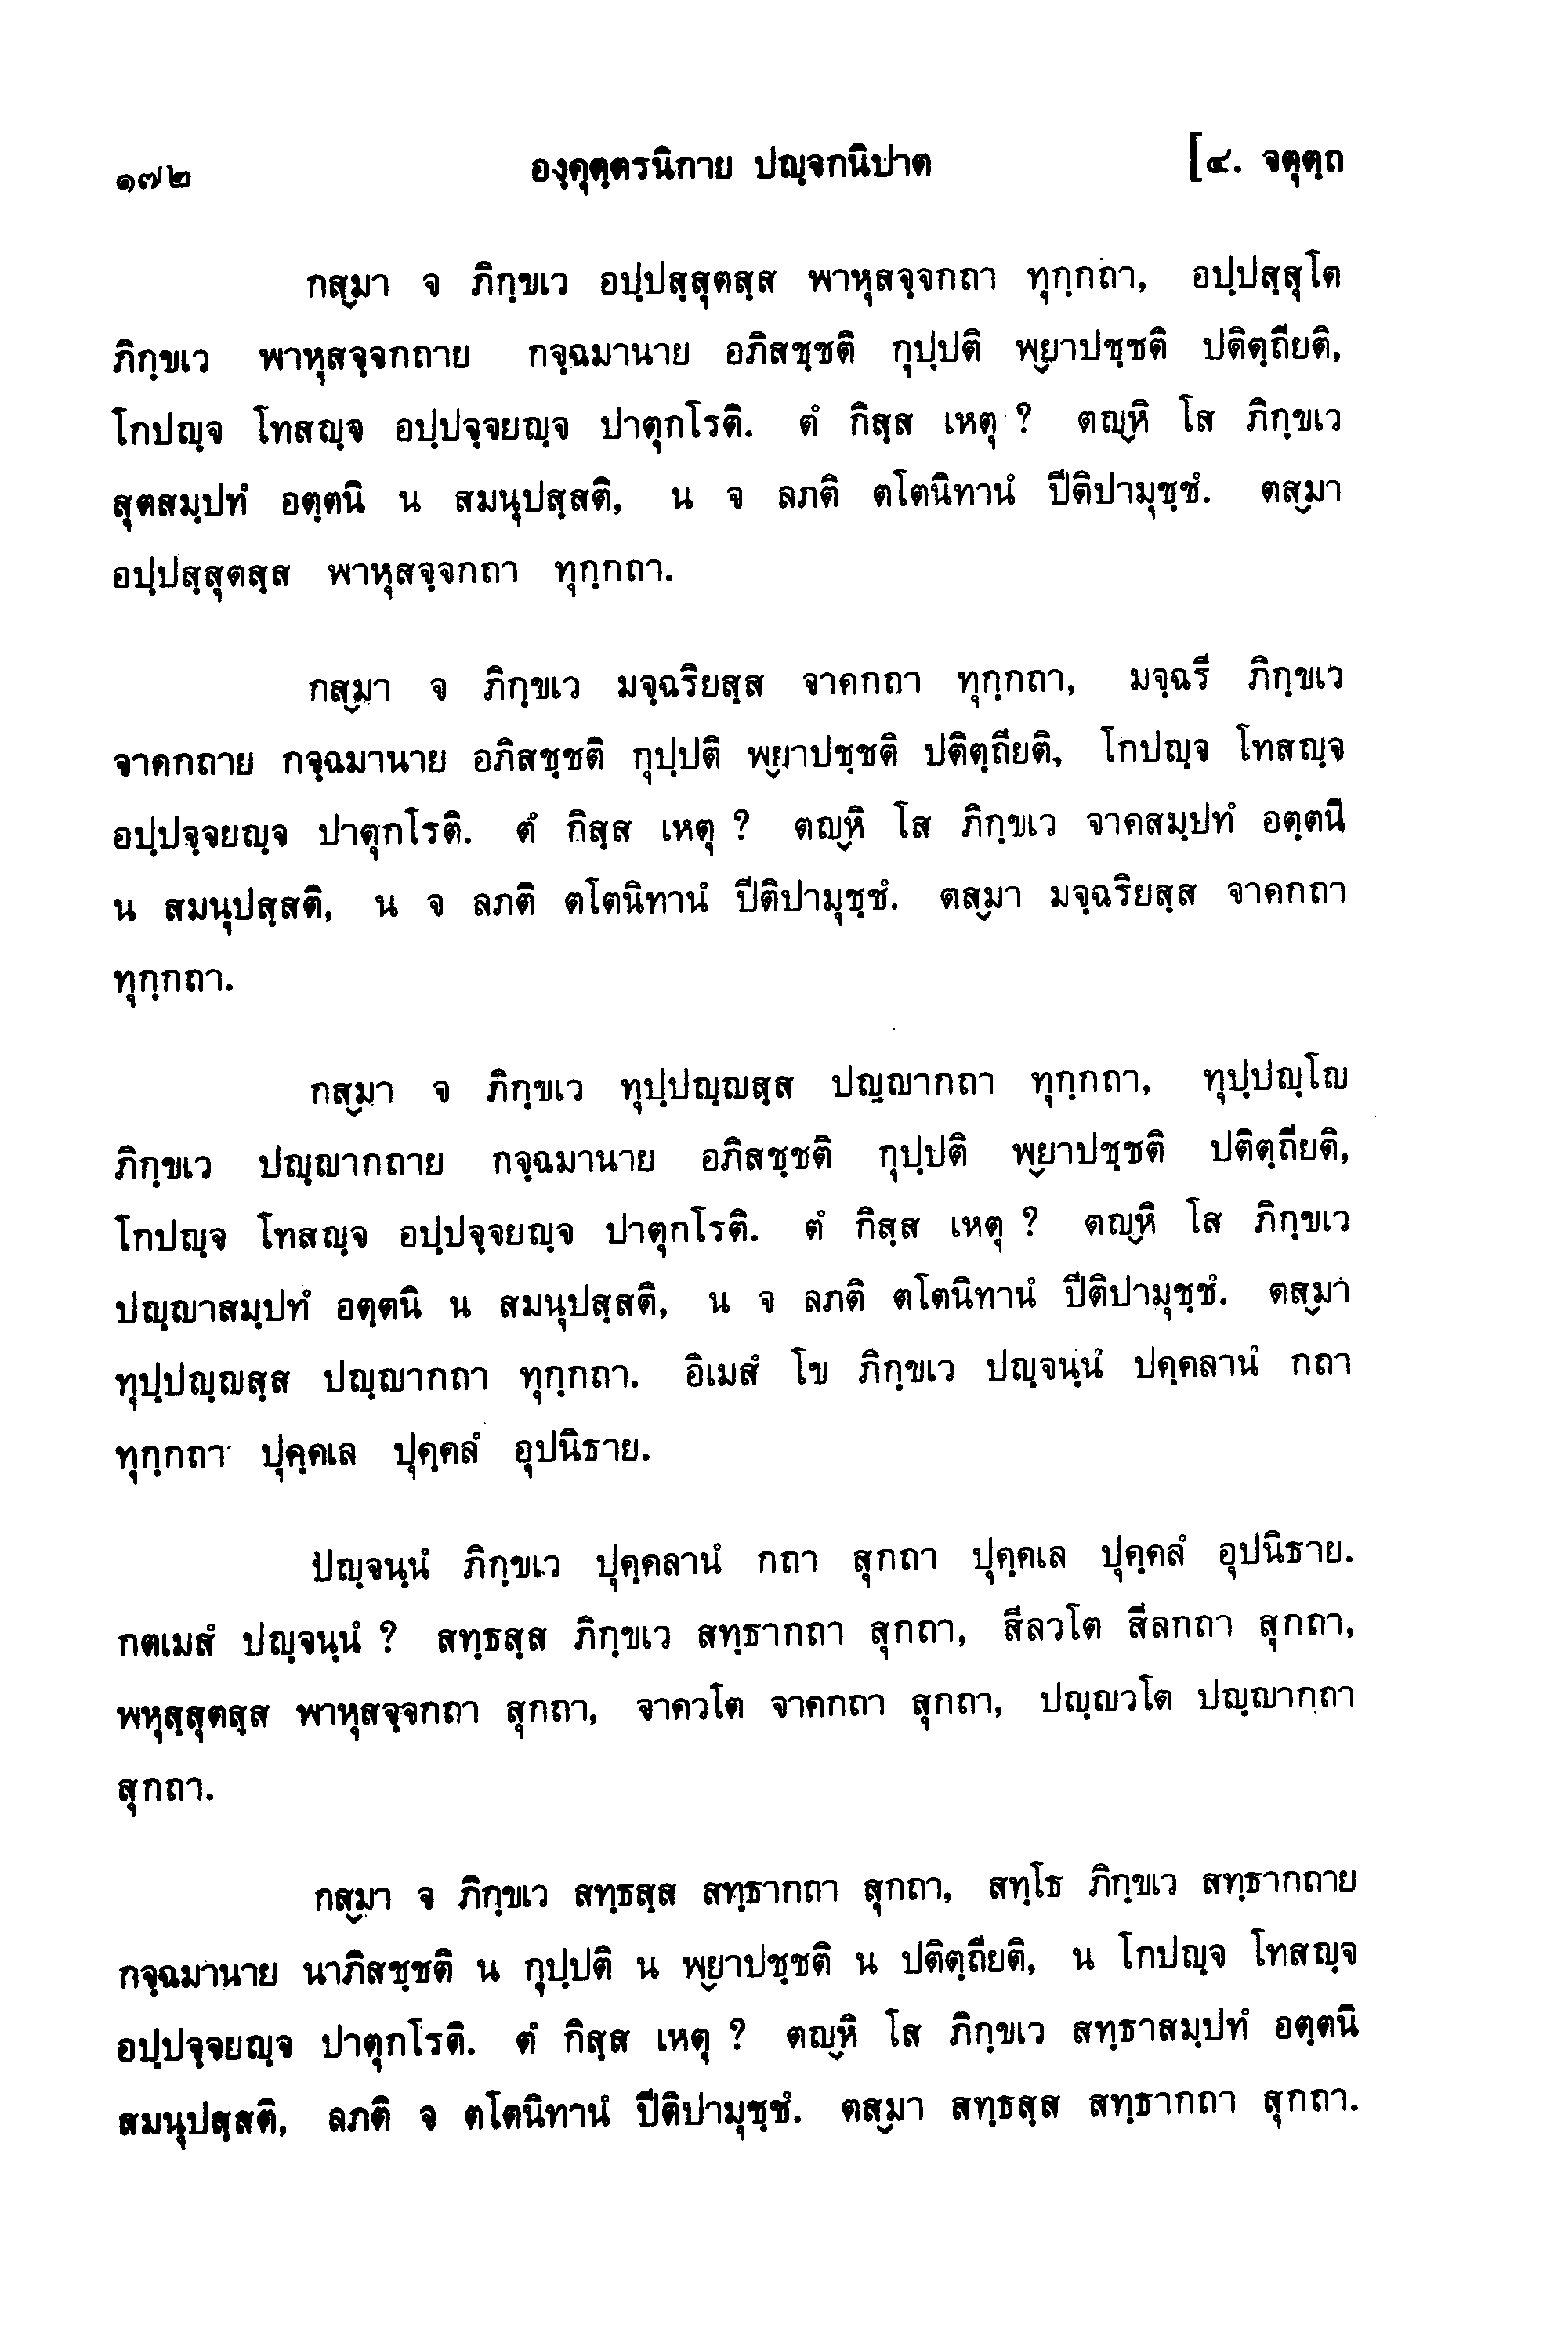 ๑๗๒ องฺคุตฺตรนิกาย ปญฺจกนิปาต [๔. จตุตฺถ
กสฺมา จ ภิกฺขเว อปฺปสฺสุตสฺส พาหุสจฺจกถา ทุกฺกถา, อปฺปสฺสุโต
ภิกฺขเว พาหุสจฺจกถาย กจฺฉมานาย อภิสชฺชติ กุปฺปติ พฺยาปชฺชติ ปติตฺถียติ,
โกปญฺจ โทสญฺจ อปฺปจฺจยญฺจ ปาตุกโรติ. ตํ กิสฺส เหตุ ? ตญฺหิ โส ภิกฺขเว
สุตสมฺปทํ อตฺตนิ น สมนุปสฺสติ, น จ ลภติ ตโตนิทานํ ปีติปามุชฺชํ. ตสฺมา
อปฺปสฺสุตสฺส พาหุสจฺจกถา ทุกฺกถา.
กสฺมา จ ภิกฺขเว มจฺฉริยสฺส จาคกถา ทุกฺกถา, มจฺฉรี ภิกฺขเว
จาคกถาย กจฺฉมานาย อภิสชฺชติ กุปฺปติ พฺยาปชฺชติ ปติตฺถียติ, โกปญฺจ โทสญฺจ
อปฺปจฺจยญฺจ ปาตุกโรติ. ตํ กิสฺส เหตุ ? ตญฺหิ โส ภิกฺขเว จาคสมฺปทํ อตฺตนิ
น สมนุปสฺสติ, น จ ลภติ ตโตนิทานํ ปีติปามุชฺชํ. ตสฺมา มจฺฉริยสฺส จาคกถา
ทุกฺกถา.
กสฺมา จ ภิกฺขเว ทุปฺปญฺญสฺส ปญฺญากถา ทุกฺกถา, ทุปฺปญฺโญ
ภิกฺขเว ปญฺญากถาย กจฺฉมานาย อภิสชฺชติ กุปฺปติ พฺยาปชฺชติ ปติตฺถียติ,
โกปญฺจ โทสญฺจ อปฺปจฺจยญฺจ ปาตุกโรติ. ตํ กิสฺส เหตุ ? ตญฺหิ โส ภิกฺขเว
ปญฺญาสมฺปทํ อตฺตนิ น สมนุปสฺสติ, น จ ลภติ ตโตนิทานํ ปีติปามุชฺชํ. ตสฺมา
ทุปฺปญฺญสฺส ปญฺญากถา ทุกฺกถา. อิเมสํ โข ภิกฺขเว ปญฺจนฺนํ ปคฺคลานํ กถา
ทุกฺกถา ปุคฺคเล ปุคฺคลํ อุปนิธาย.
ปญฺจนฺนํ ภิกฺขเว ปุคฺคลานํ กถา สุกถา ปุคฺคเล ปุคฺคลํ อุปนิธาย.
กตเมสํ ปญฺจนฺนํ ? สทฺธสฺส ภิกฺขเว สทฺธากถา สุกถา, สีลวโต สีลกถา สุกถา,
พหุสฺสุตสฺส พาหุสจฺจกถา สุกถา, จาควโต จาคกถา สุกถา, ปญฺญวโต ปญฺญากถา
สุกถา.
กสฺมา จ ภิกฺขเว สทฺธสฺส สทฺธากถา สุกถา, สทฺโธ ภิกฺขเว สทฺธากถาย
กจฺฉมานาย นาภิสชฺชติ น กุปฺปติ น พฺยาปชฺชติ น ปติตฺถียติ, น โกปญฺจ โทสญฺจ
อปฺปจฺจยญฺจ ปาตุกโรติ. ตํ กิสฺส เหตุ ? ตญฺหิ โส ภิกฺขเว สทฺธาสมฺปทํ อตฺตนิ
สมนุปสฺสติ, ลภติ จ ตโตนิทานํ ปีติปามุชฺชํ. ตสฺมา สทฺธสฺส สทฺธากถา สุกถา.